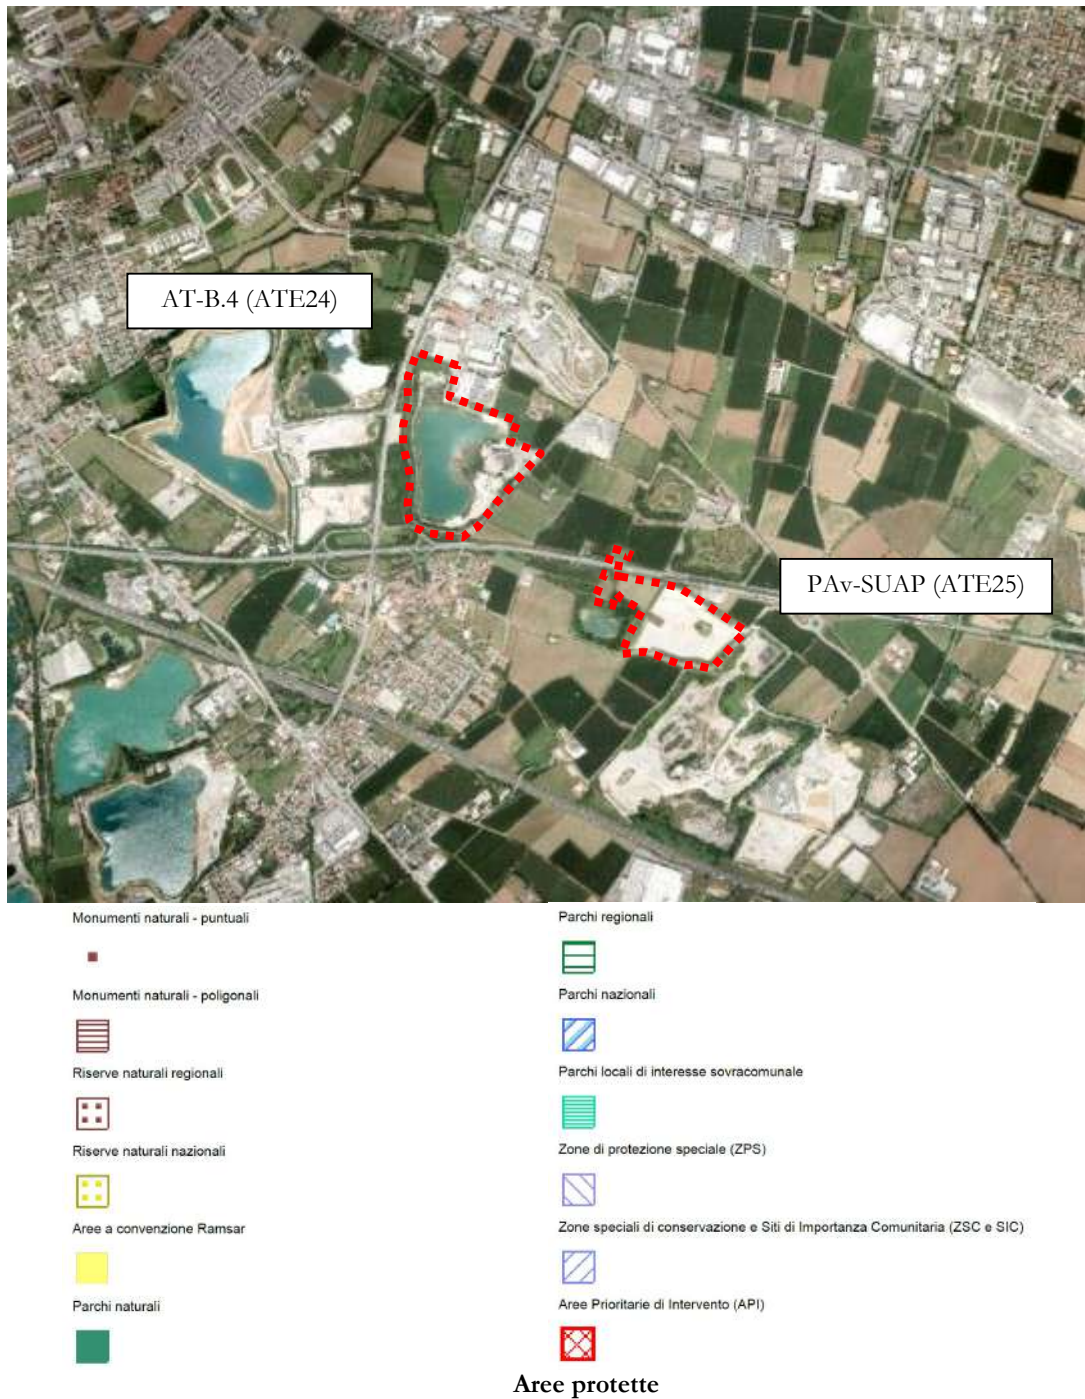 AT-B.4 (ATE24)
PAv-SUAP (ATE25)
Monumenti naturali - puntuali
Monumenti naturali - poligonali
Riserve naturali regionali
Riserve naturali nazionali
Aree a convenzione Ramsar
Parchi naturali
Parchi regionali
Parchi nazionali
Parchi locali di interesse sovracomunale
Zone di protezione speciale (ZPS)
Zone speciali di conservazione e Siti di Importanza Comunitaria (ZSC e SIC)
Aree Prioritarie di Intervento (API)
Aree protette